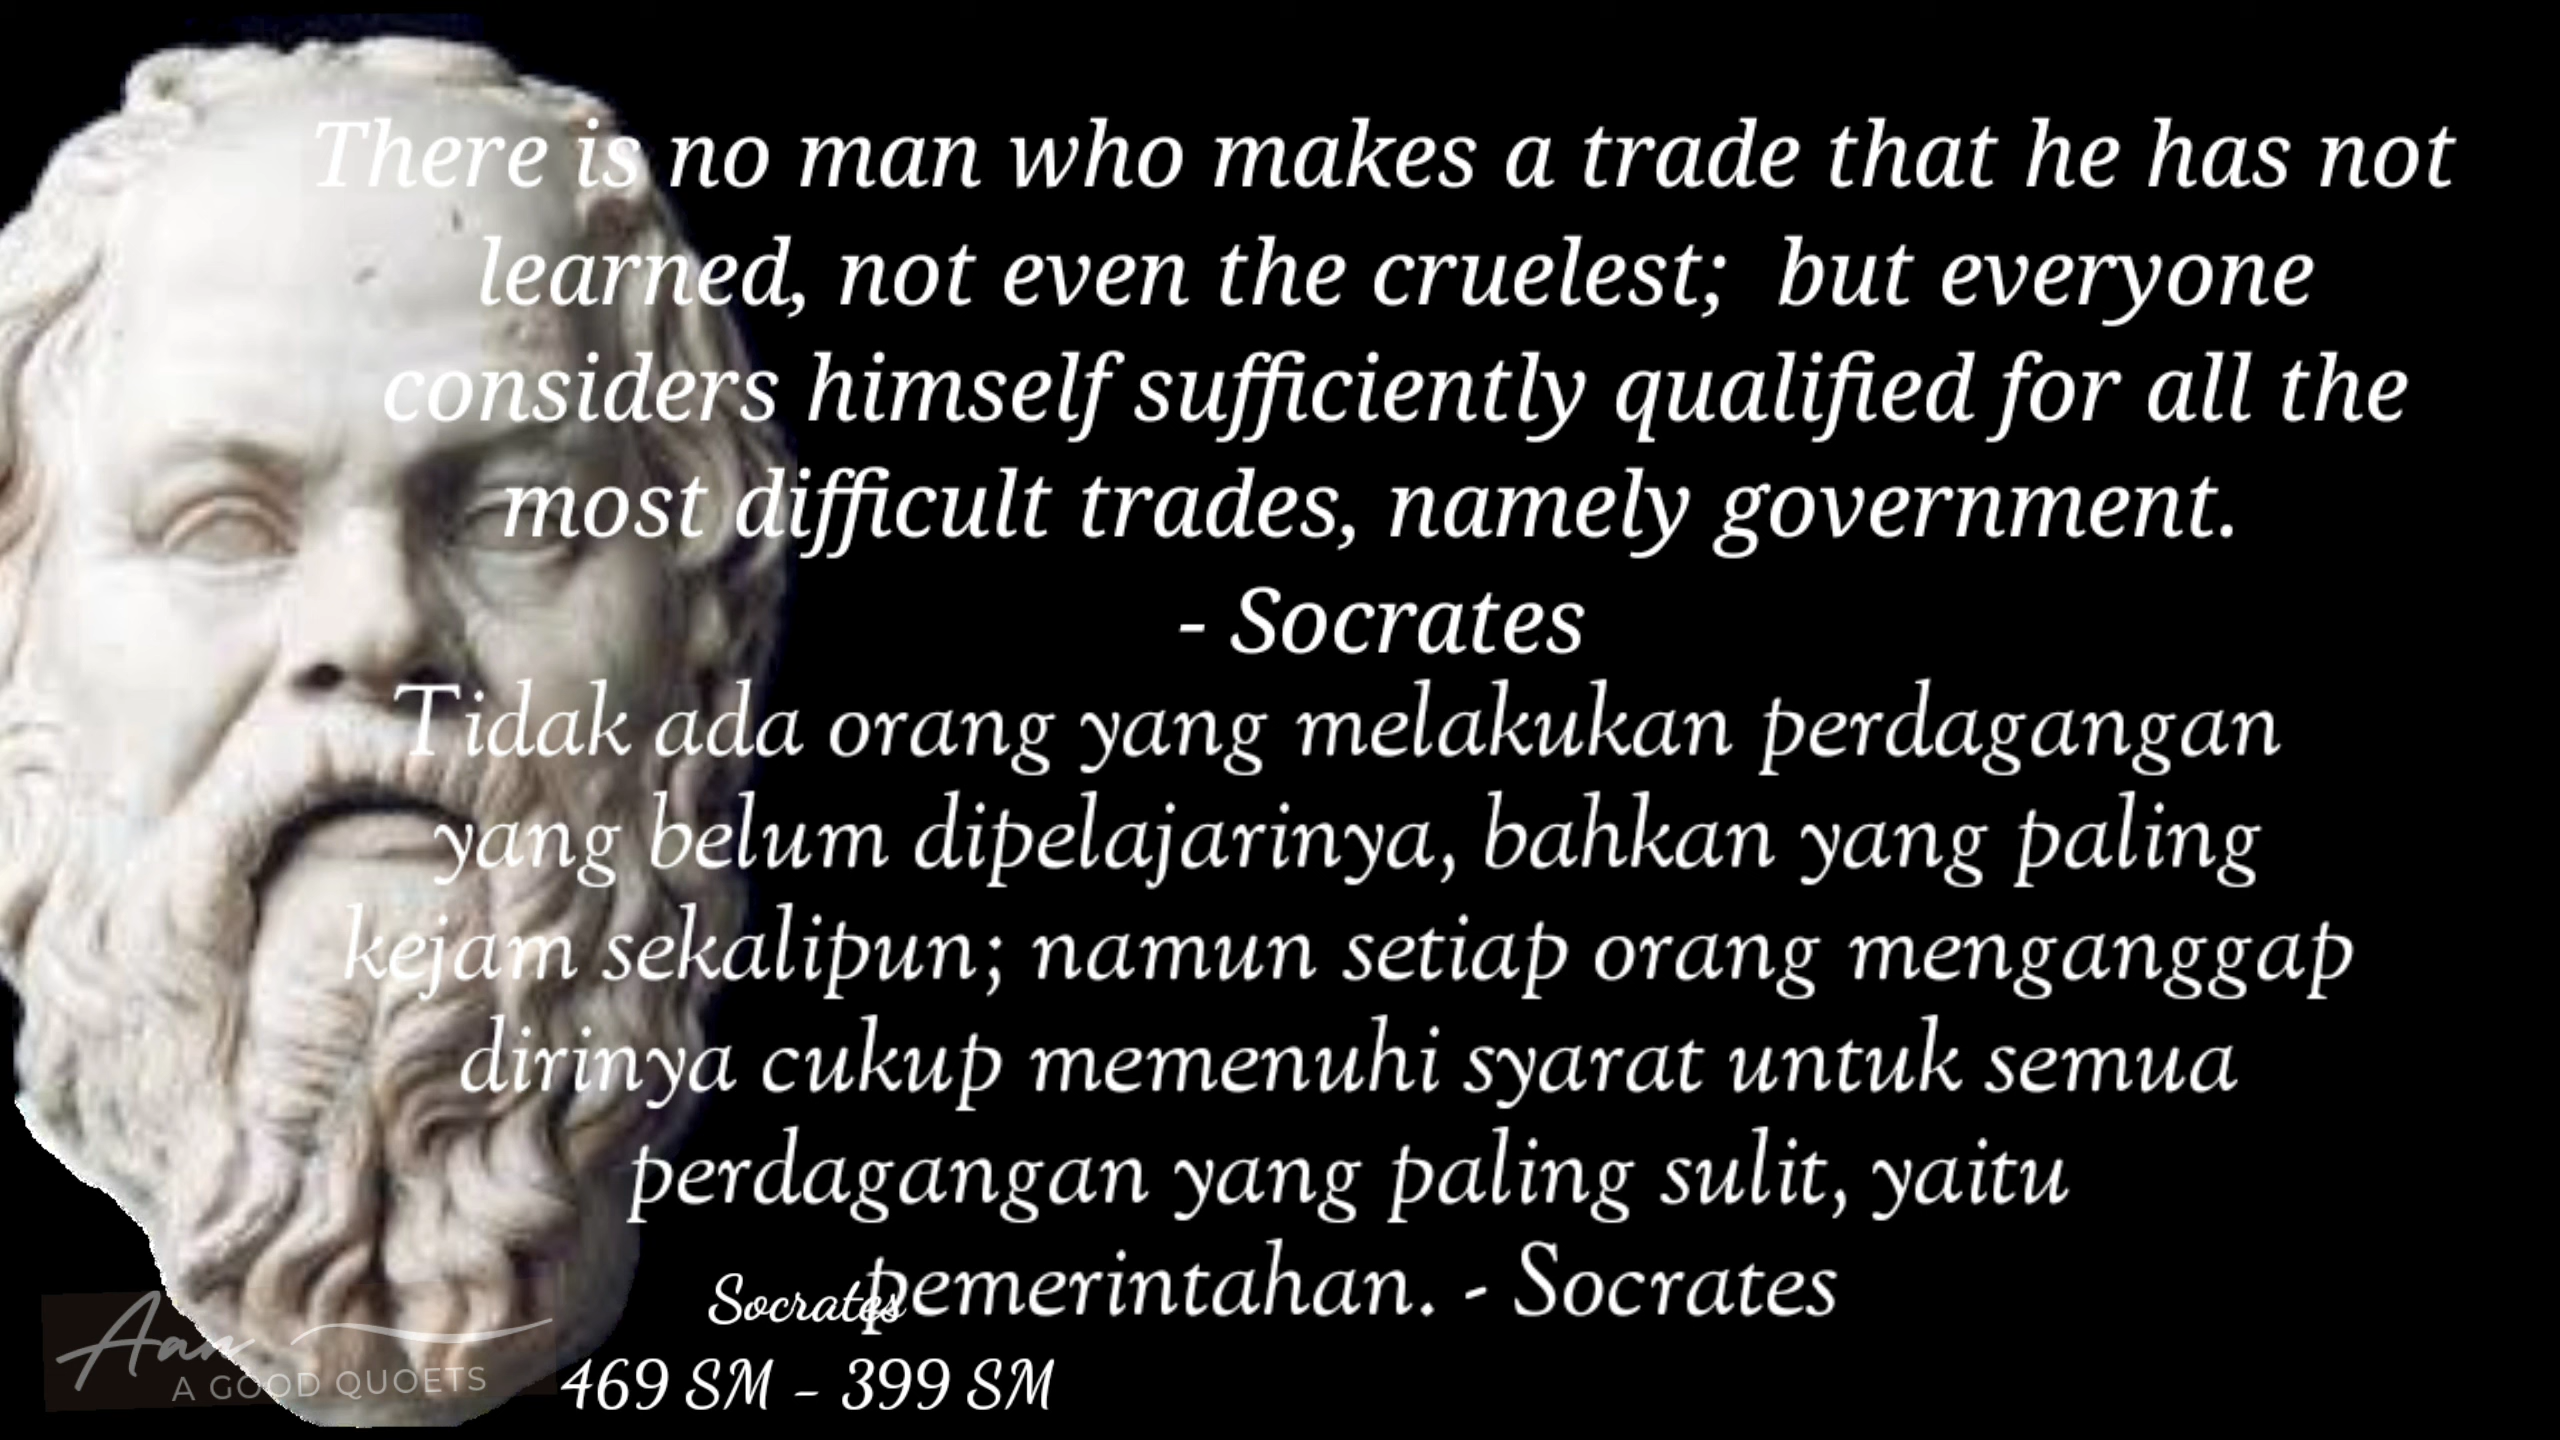 There is no man who makes a trade that he has not
learned, not even the cruelest;  but everyone
considers himself sufficiently qualified for all the
most difficult trades, namely government.
- Socrates
Tidak ada orang yang melakukan perdagangan
yang belum dipelajarinya, bahkan yang paling
kejam sekalipun; namun setiap orang menganggap
dirinya cukup memenuhi syarat untuk semua
perdagangan yang paling sulit, yaitu
pemerintahan. - Socrates
Socrates
469 SM - 399 SM
Aan
A GOOD QUOETS